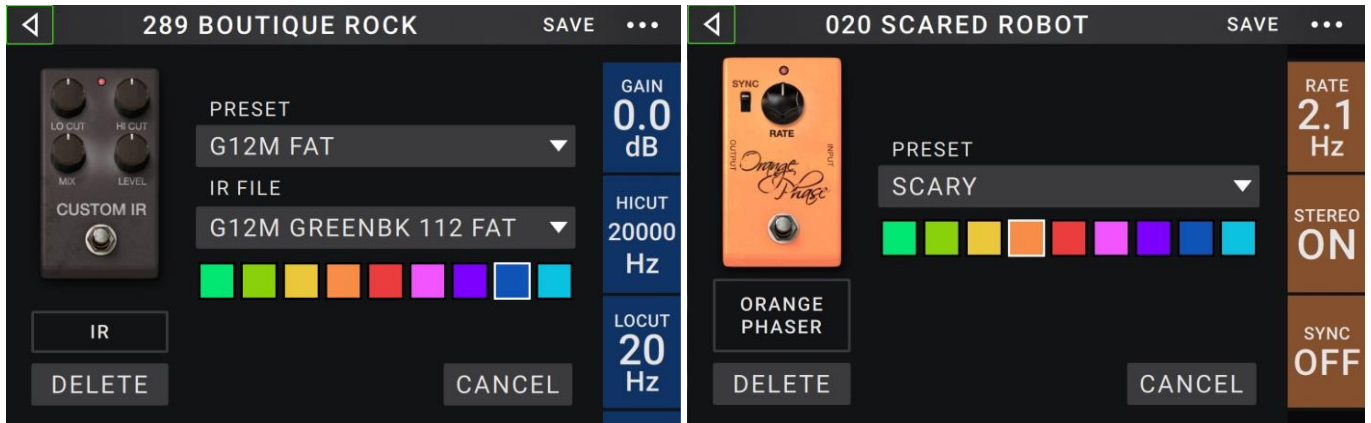 289 BOUTIQUE ROCK
SAVE
LO CUT
HI CUT
MIX
LEVEL
CUSTOM IR
IR
DELETE
PRESET
G12M FAT
IR FILE
G12M GREENBK 112 FAT
CANCEL
GAIN
0.0
dB
HICUT
20000
Hz
LOCUT
20
Hz
020 SCARED ROBOT
SAVE
SYNC
RATE
OUTPUT
INPUT
Orange
Phase
ORANGE
PHASER
DELETE
PRESET
SCARY
CANCEL
RATE
2.1
Hz
STEREO
ON
SYNC
OFF